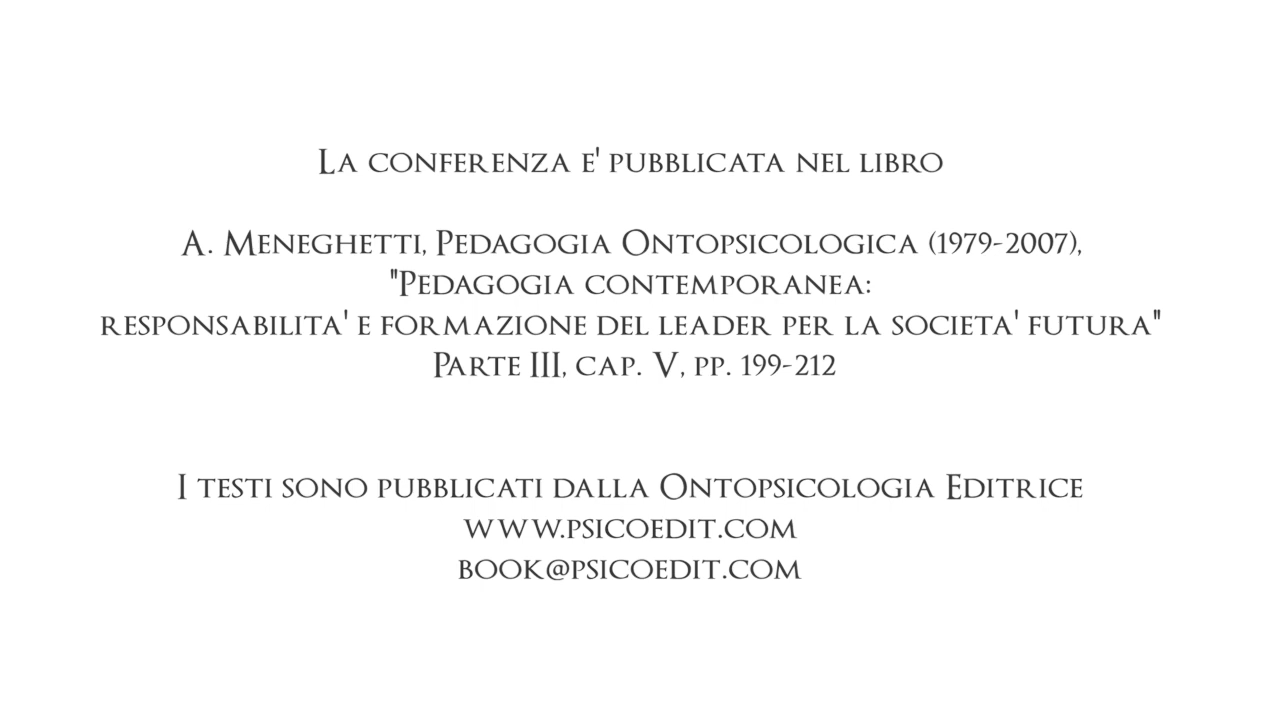 La conferenza e' pubblicata nel libro
A. Meneghetti, Pedagogia Ontopsicologica (1979-2007),
"Pedagogia contemporanea:
responsabilita' e formazione del leader per la societa' futura"
Parte III, cap. V, pp. 199-212
I testi sono pubblicati dalla Ontopsicologia Editrice
www.psicoedit.com
book@psicoedit.com